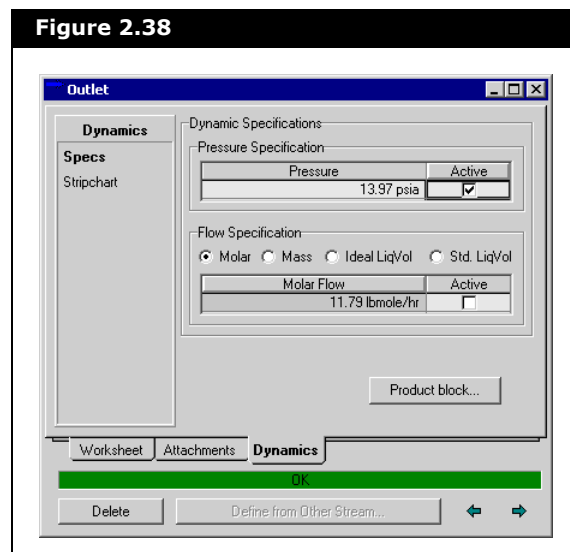 Figure 2.38
Outlet
Dynamics
Specs
Stripchart
Dynamic Specifications
Pressure Specification
Pressure Active
13.97 psia
Flow Specification
Molar Mass Ideal LiqVol Std. LiqVol
Molar Flow Active
11.79 lbmole/hr
Product block...
Worksheet Attachments Dynamics
OK
Delete Define from Other Stream...